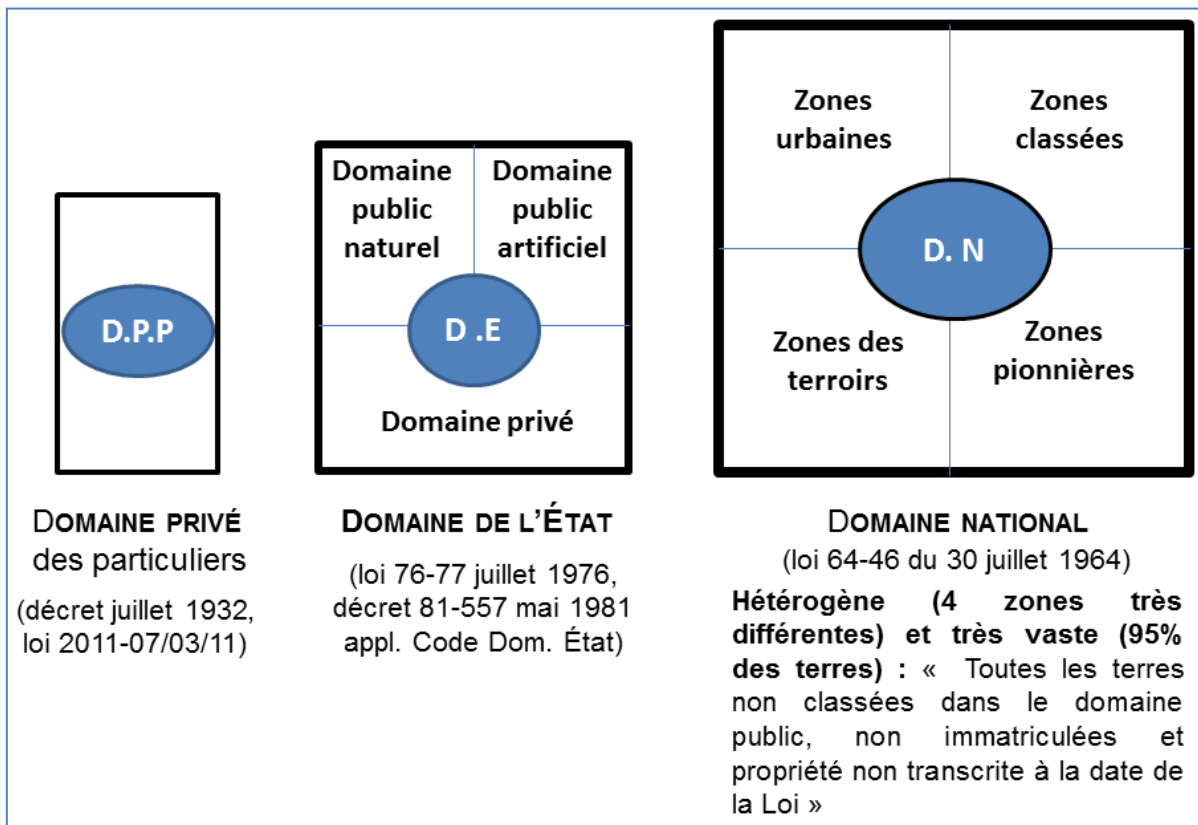 D.P.P
DOMAINE PRIVÉ
des particuliers
(décret juillet 1932,
loi 2011-07/03/11)
Domaine
public
naturel
Domaine
public
artificiel
D .E
Domaine privé
DOMAINE DE L’ÉTAT
(loi 76-77 juillet 1976,
décret 81-557 mai 1981
appl. Code Dom. État)
Zones
urbaines
Zones
classées
D. N
Zones des
terroirs
Zones
pionnières
DOMAINE NATIONAL
(loi 64-46 du 30 juillet 1964)
Hétérogène (4 zones très
différentes) et très vaste (95%
des terres) : « Toutes les terres
non classées dans le domaine
public, non immatriculées et
propriété non transcrite à la date de
la Loi »